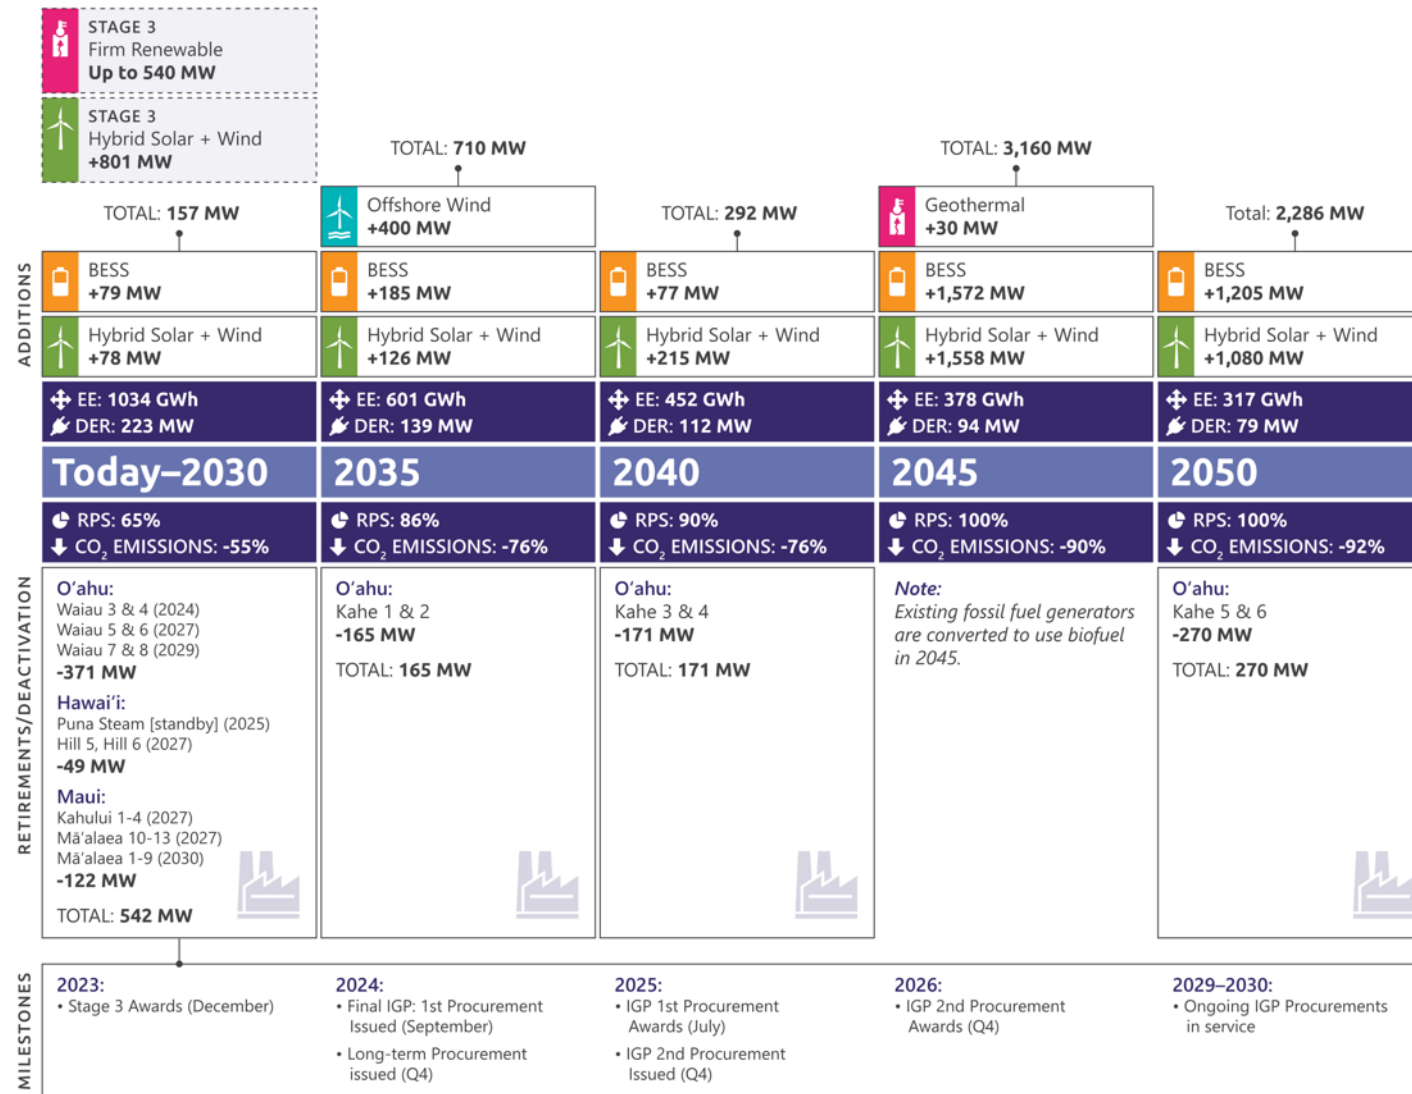 STAGE 3
Firm Renewable
Up to 540 MW
STAGE 3
Hybrid Solar + Wind
+801 MW
TOTAL: 157 MW
TOTAL: 710 MW
TOTAL: 292 MW
TOTAL: 3,160 MW
Total: 2,286 MW
ADDITIONS
BESS
+79 MW
Hybrid Solar + Wind
+78 MW
Offshore Wind
+400 MW
BESS
+185 MW
Hybrid Solar + Wind
+126 MW
BESS
+77 MW
Hybrid Solar + Wind
+215 MW
Geothermal
+30 MW
BESS
+1,572 MW
Hybrid Solar + Wind
+1,558 MW
BESS
+1,205 MW
Hybrid Solar + Wind
+1,080 MW
EE: 1034 GWh
DER: 223 MW
EE: 601 GWh
DER: 139 MW
EE: 452 GWh
DER: 112 MW
EE: 378 GWh
DER: 94 MW
EE: 317 GWh
DER: 79 MW
Today–2030
2035
2040
2045
2050
RPS: 65%
CO₂ EMISSIONS: -55%
RPS: 86%
CO₂ EMISSIONS: -76%
RPS: 90%
CO₂ EMISSIONS: -76%
RPS: 100%
CO₂ EMISSIONS: -90%
RPS: 100%
CO₂ EMISSIONS: -92%
RETIREMENTS/DEACTIVATION
Oʻahu:
Waiau 3 & 4 (2024)
Waiau 5 & 6 (2027)
Waiau 7 & 8 (2029)
-371 MW
Hawaiʻi:
Puna Steam [standby] (2025)
Hill 5, Hill 6 (2027)
-49 MW
Maui:
Kahului 1-4 (2027)
Māʻalaea 10-13 (2027)
Māʻalaea 1-9 (2030)
-122 MW
TOTAL: 542 MW
Oʻahu:
Kahe 1 & 2
-165 MW
TOTAL: 165 MW
Oʻahu:
Kahe 3 & 4
-171 MW
TOTAL: 171 MW
Note:
Existing fossil fuel generators
are converted to use biofuel
in 2045.
Oʻahu:
Kahe 5 & 6
-270 MW
TOTAL: 270 MW
MILESTONES
2023:
• Stage 3 Awards (December)
2024:
• Final IGP: 1st Procurement
Issued (September)
• Long-term Procurement
issued (Q4)
2025:
• IGP 1st Procurement
Awards (July)
• IGP 2nd Procurement
Issued (Q4)
2026:
• IGP 2nd Procurement
Awards (Q4)
2029–2030:
• Ongoing IGP Procurements
in service